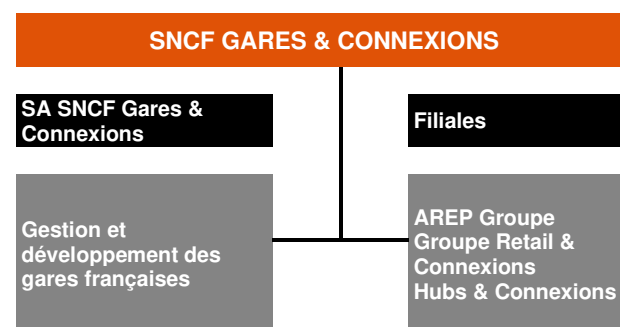 SNCF GARES & CONNEXIONS
SA SNCF Gares &
Connexions
Filiales
Gestion et
développement des
gares françaises
AREP Groupe
Groupe Retail &
Connexions
Hubs & Connexions